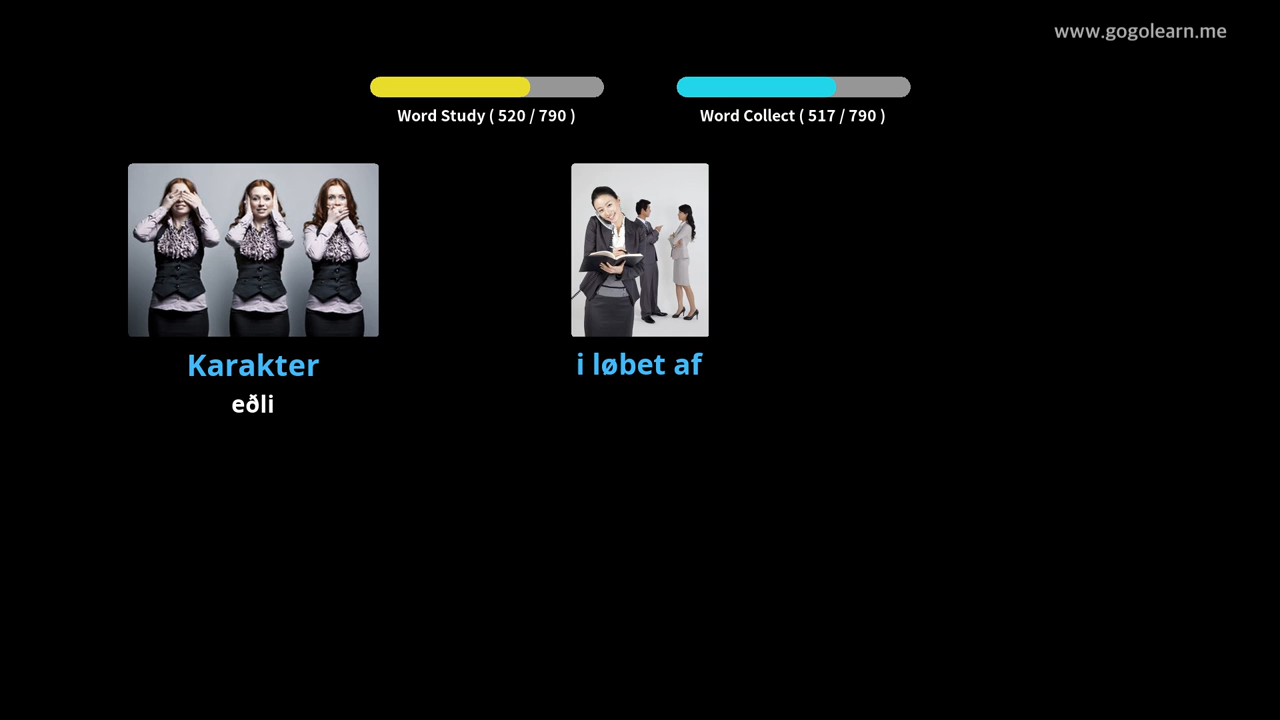 www.gogolearn.me
Word Study ( 520 / 790 )
Word Collect ( 517 / 790 )
Karakter
eðli
i løbet af